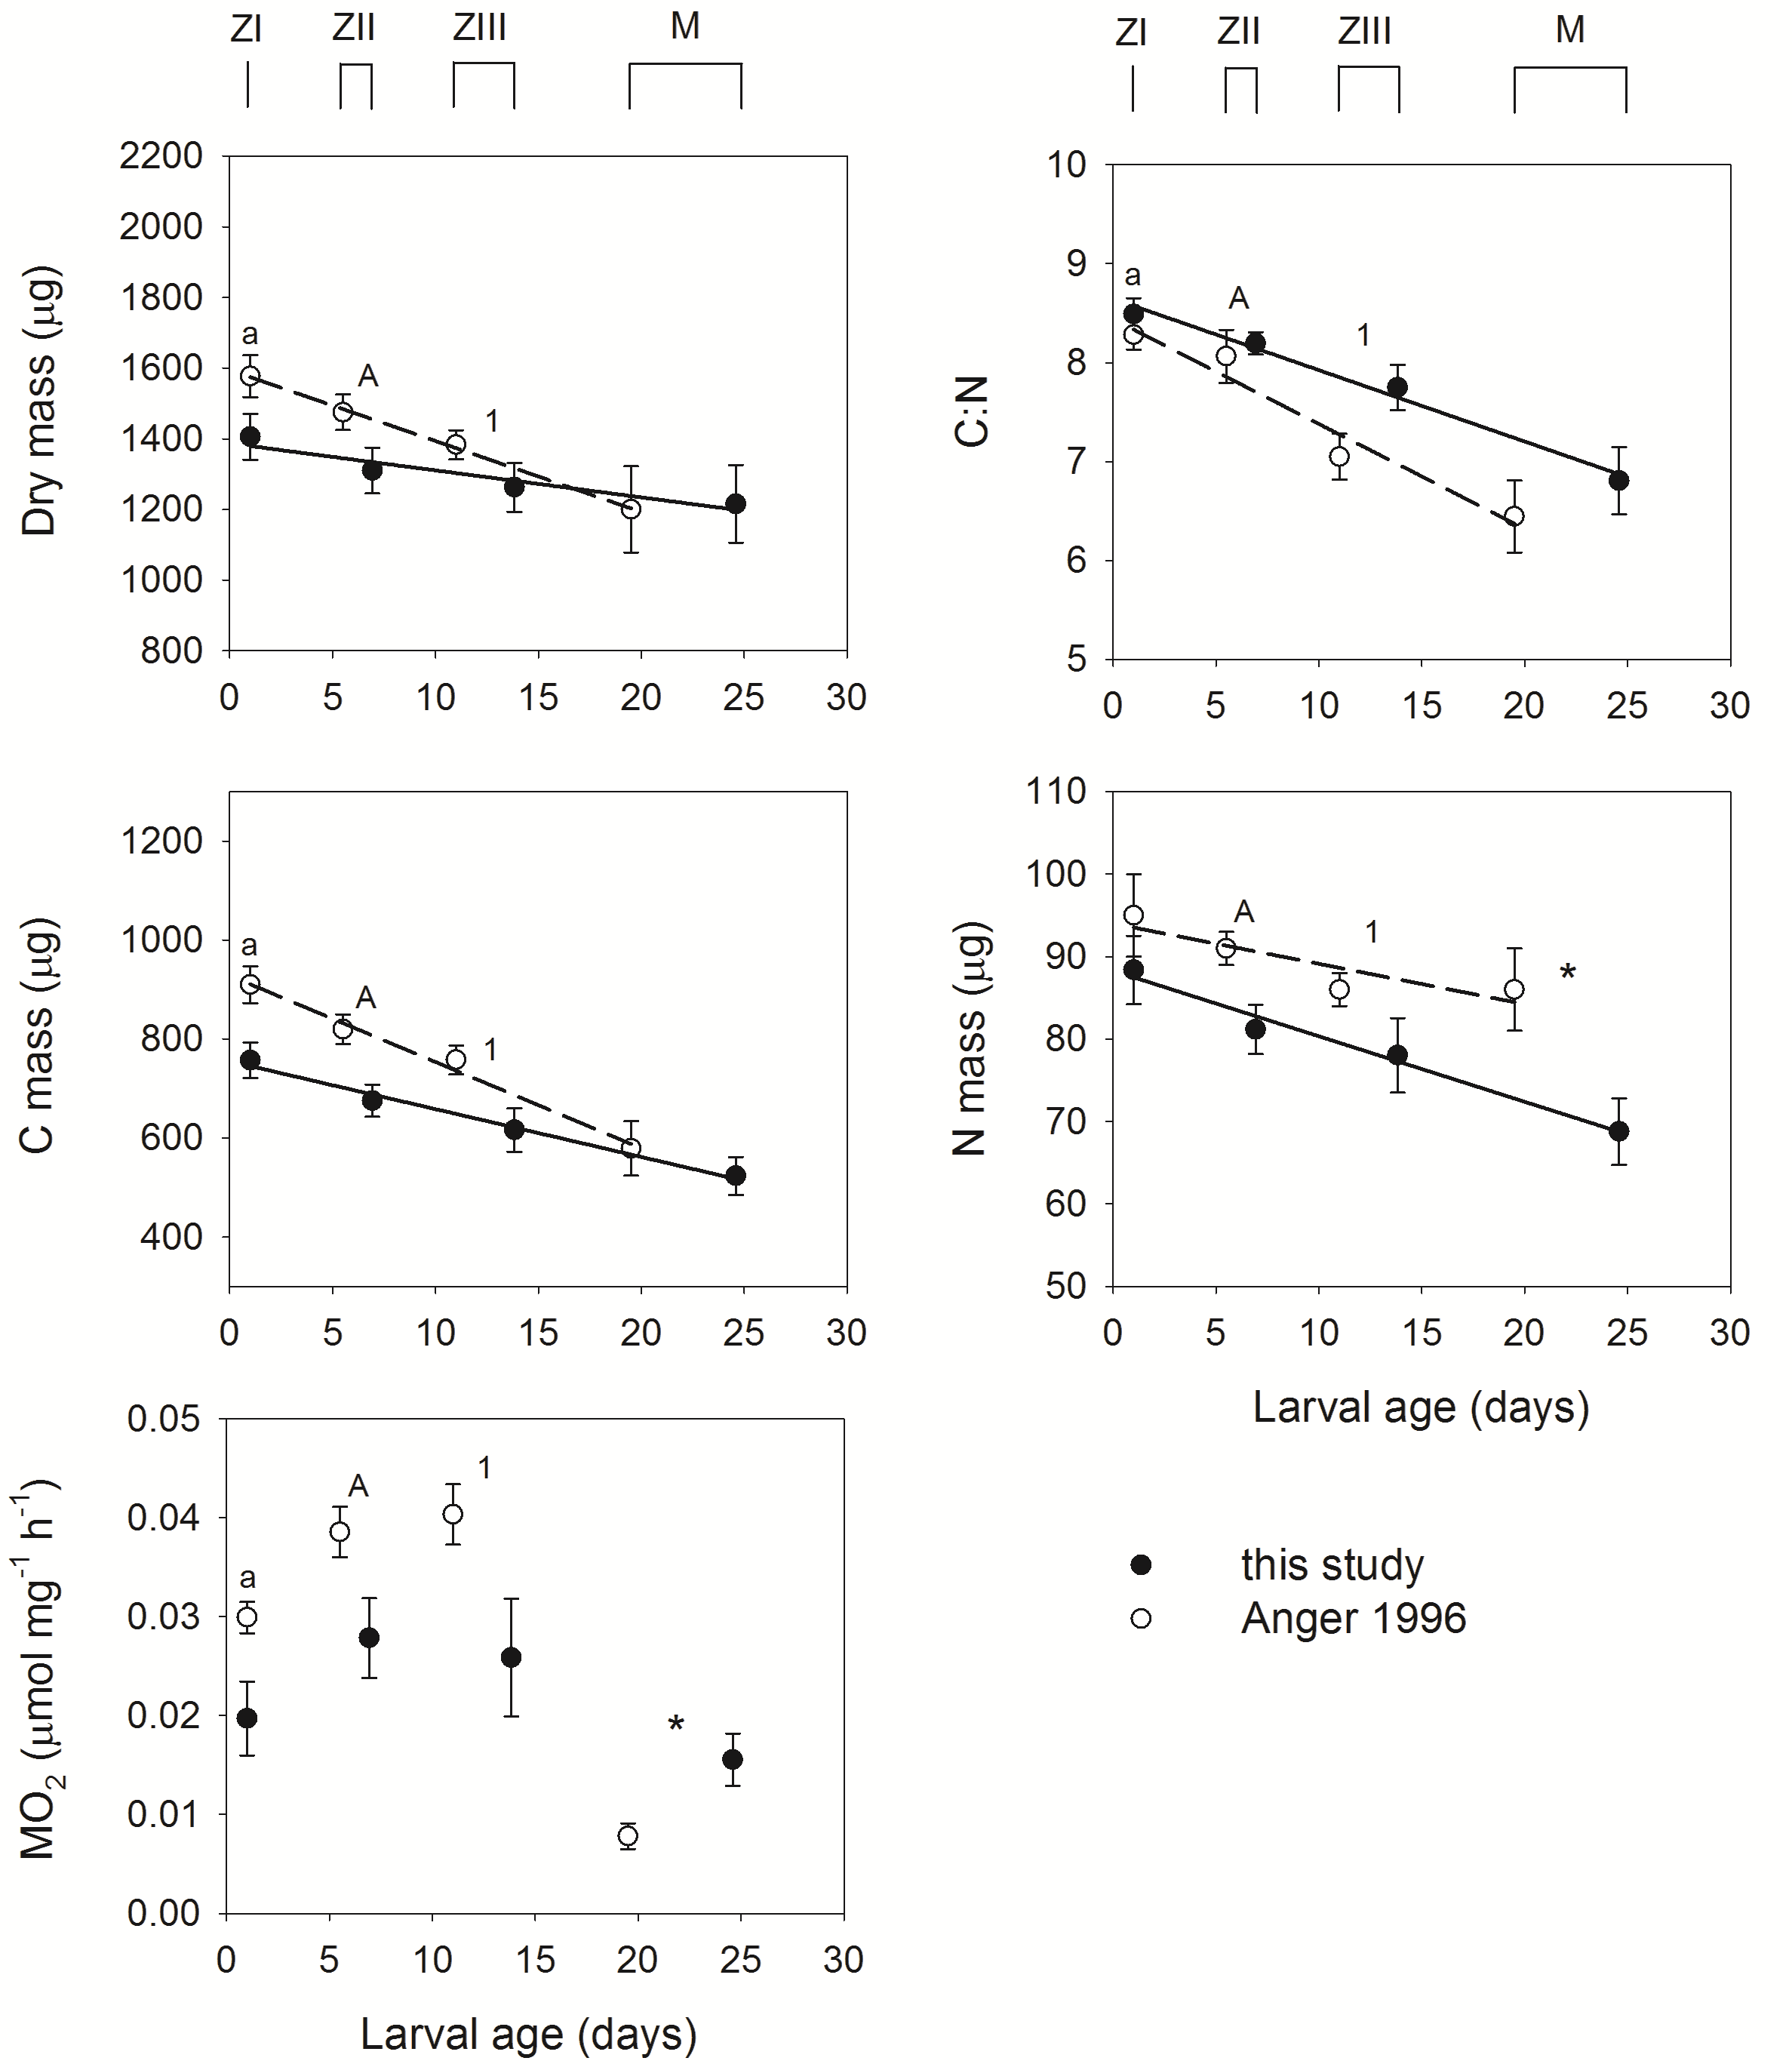 ZI ZII ZIII M
ZI ZII ZIII M
Dry mass (μg)
2200
2000
1800
1600
1400
1200
1000
800
a
A
1
0 5 10 15 20 25 30
C:N
10
9
8
7
6
5
a
A
1
0 5 10 15 20 25 30
C mass (μg)
1200
1000
800
600
400
a
A
1
0 5 10 15 20 25 30
N mass (μg)
110
100
90
80
70
60
50
A
1
*
0 5 10 15 20 25 30
Larval age (days)
MO₂ (μmol mg⁻¹ h⁻¹)
0.05
0.04
0.03
0.02
0.01
0.00
a
A
1
*
0 5 10 15 20 25 30
Larval age (days)
this study
Anger 1996